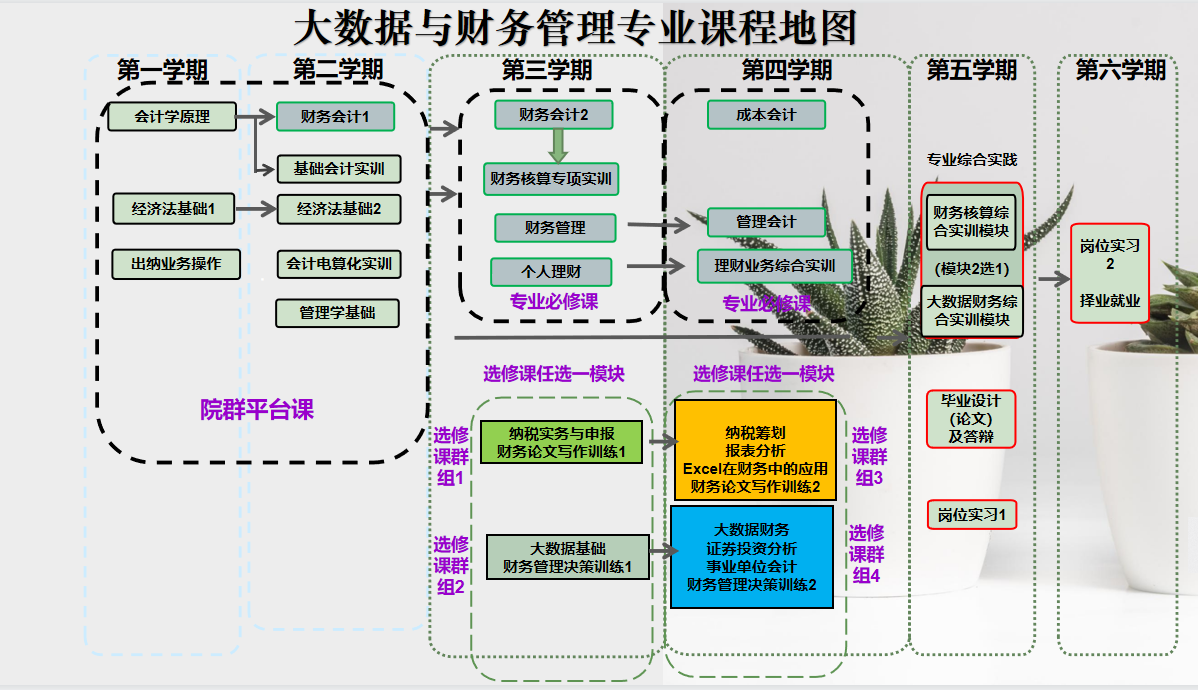 大数据与财务管理专业课程地图
第一学期
第二学期
第三学期
第四学期
第五学期
第六学期
会计学原理
经济法基础1
出纳业务操作
财务会计1
基础会计实训
经济法基础2
会计电算化实训
管理学基础
院群平台课
财务会计2
财务核算专项实训
财务管理
个人理财
专业必修课
成本会计
管理会计
理财业务综合实训
专业必修课
选修课任选一模块
选修课任选一模块
选修
课群
组1
纳税实务与申报
财务论文写作训练1
纳税筹划
报表分析
Excel在财务中的应用
财务论文写作训练2
选修
课群
组3
选修
课群
组2
大数据基础
财务管理决策训练1
大数据财务
证券投资分析
事业单位会计
财务管理决策训练2
选修
课群
组4
专业综合实践
财务核算综
合实训模块
(模块2选1)
大数据财务综
合实训模块
毕业设计
(论文)
及答辩
岗位实习1
岗位实习
2
择业就业